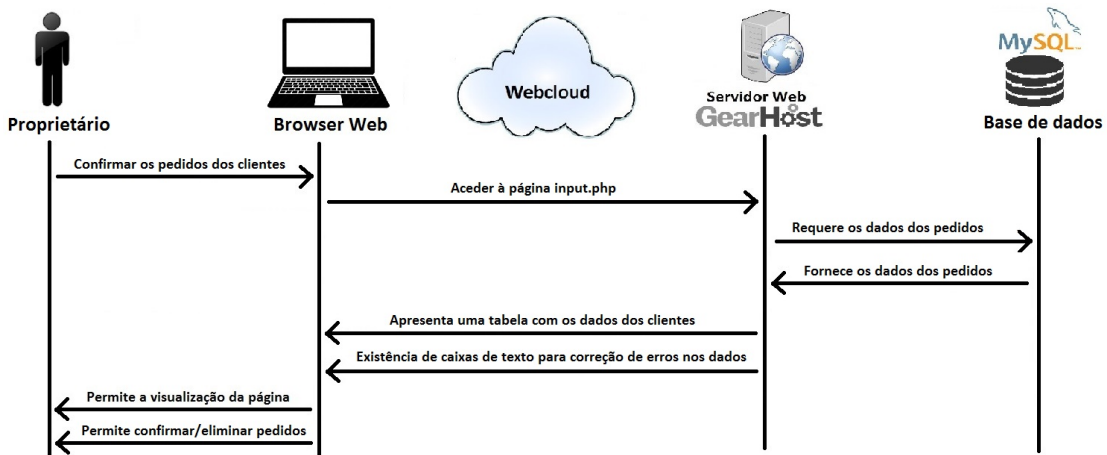 Webcloud
MySQL
Servidor Web
GearHost
Proprietário
Browser Web
Base de dados
Confirmar os pedidos dos clientes
Aceder à página input.php
Requere os dados dos pedidos
Fornece os dados dos pedidos
Apresenta uma tabela com os dados dos clientes
Existência de caixas de texto para correção de erros nos dados
Permite a visualização da página
Permite confirmar/eliminar pedidos